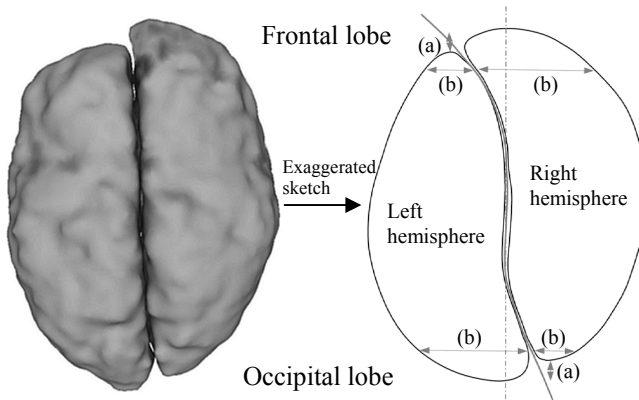 Frontal lobe
(a)
(b)
(b)
Exaggerated
sketch
Right
hemisphere
Left
hemisphere
(b)
(b)
(a)
Occipital lobe